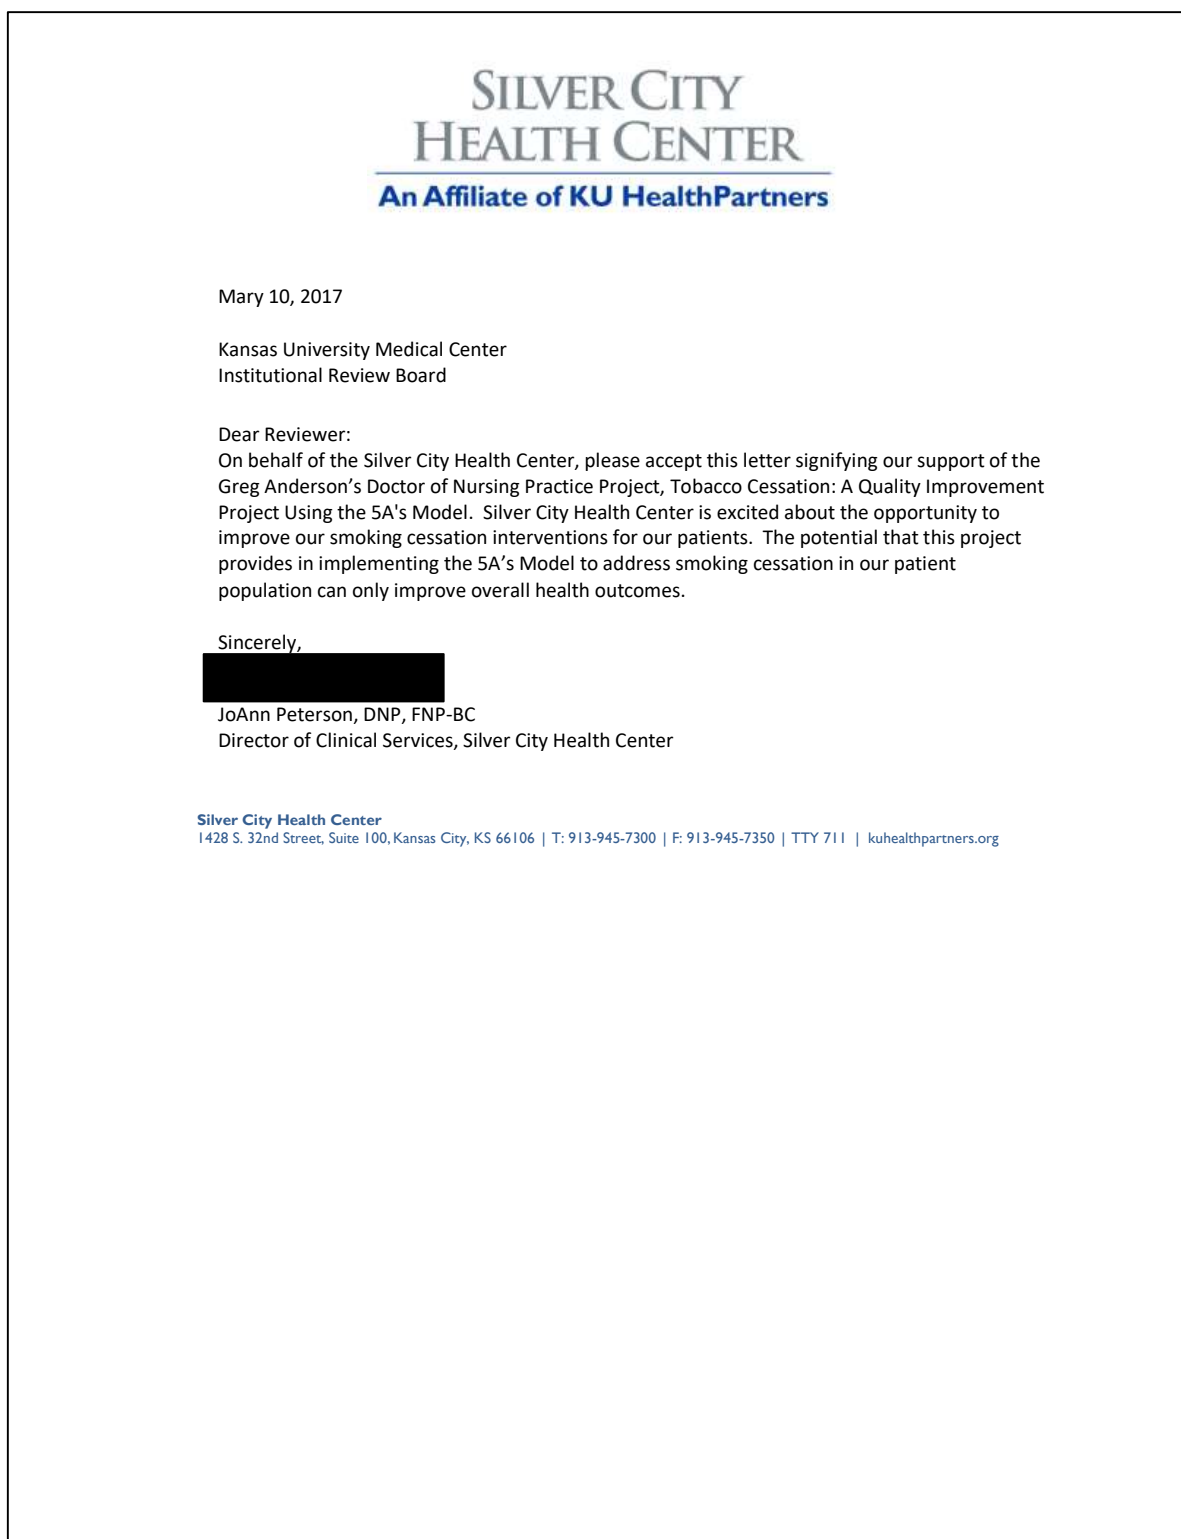 SILVER CITY
HEALTH CENTER
An Affiliate of KU HealthPartners
Mary 10, 2017
Kansas University Medical Center
Institutional Review Board
Dear Reviewer:
On behalf of the Silver City Health Center, please accept this letter signifying our support of the
Greg Anderson’s Doctor of Nursing Practice Project, Tobacco Cessation: A Quality Improvement
Project Using the 5A's Model.  Silver City Health Center is excited about the opportunity to
improve our smoking cessation interventions for our patients.  The potential that this project
provides in implementing the 5A’s Model to address smoking cessation in our patient
population can only improve overall health outcomes.
Sincerely,
JoAnn Peterson, DNP, FNP-BC
Director of Clinical Services, Silver City Health Center
Silver City Health Center
1428 S. 32nd Street, Suite 100, Kansas City, KS 66106 | T: 913-945-7300 | F: 913-945-7350 | TTY 711 | kuhealthpartners.org